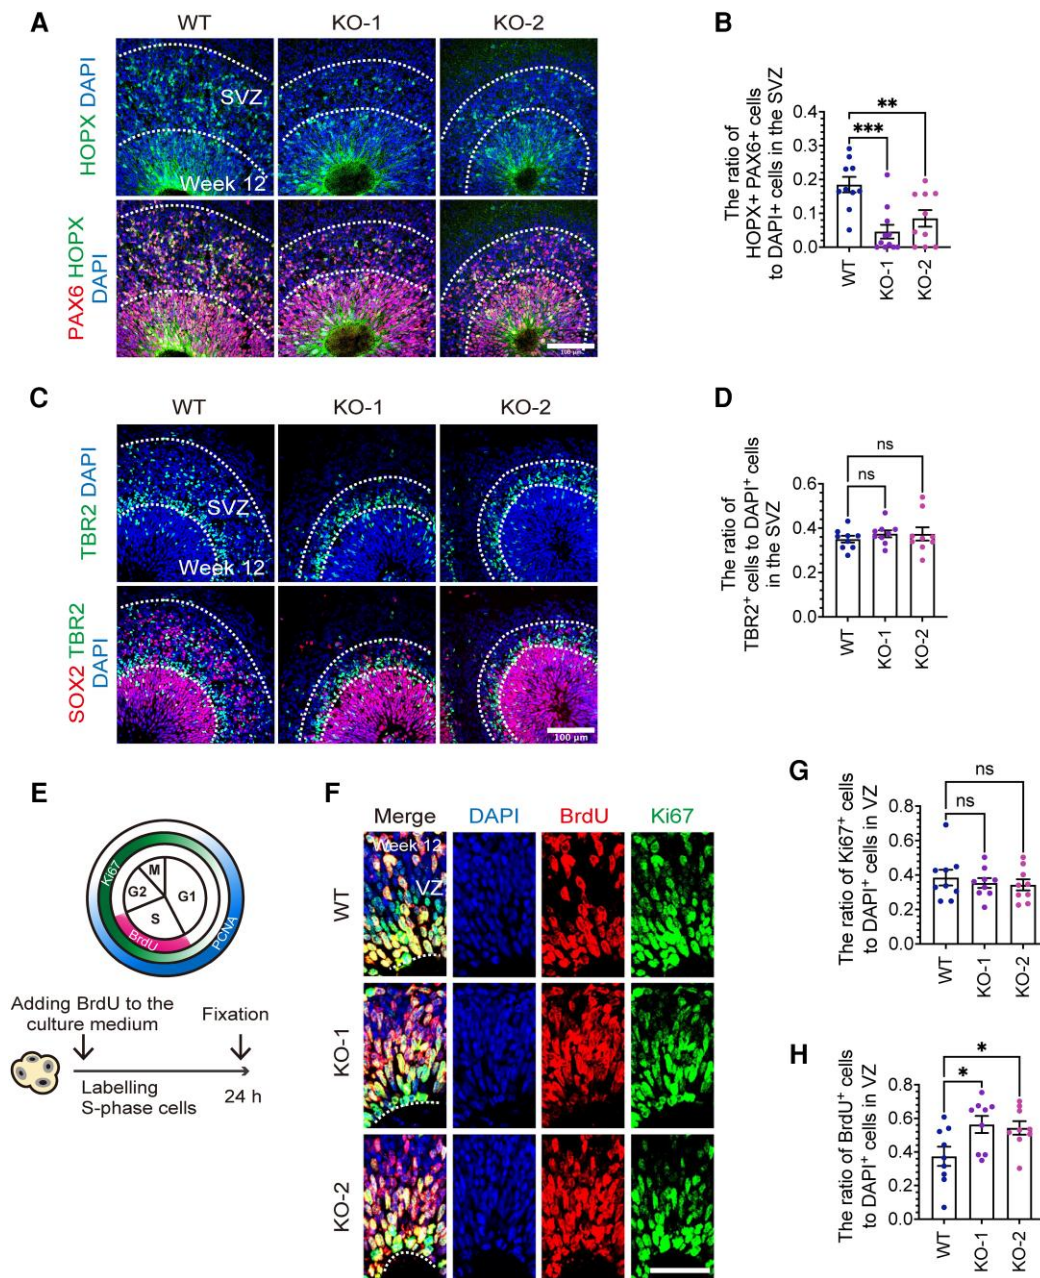 A
WT
KO-1
KO-2
HOPX DAPI
SVZ
Week 12
PAX6 HOPX
DAPI
100 µm
B
The ratio of
HOPX+ PAX6+ cells
to DAPI+ cells in the SVZ
**
***
0.4
0.3
0.2
0.1
0.0
WT
KO-1
KO-2
C
WT
KO-1
KO-2
TBR2 DAPI
SVZ
Week 12
SOX2 TBR2
DAPI
100 µm
D
The ratio of
TBR2⁺ cells to DAPI⁺ cells
in the SVZ
ns
ns
0.6
0.4
0.2
0.0
WT
KO-1
KO-2
E
Ki67
M
G2
G1
S
BrdU
PCNA
Adding BrdU to the
culture medium
Fixation
Labelling
S-phase cells
24 h
F
Merge
DAPI
BrdU
Ki67
Week 12
VZ
WT
KO-1
KO-2
G
The ratio of Ki67⁺ cells
to DAPI⁺ cells in VZ
ns
ns
0.8
0.6
0.4
0.2
0.0
WT
KO-1
KO-2
H
The ratio of BrdU⁺ cells
to DAPI⁺ cells in VZ
*
*
0.8
0.6
0.4
0.2
0.0
WT
KO-1
KO-2